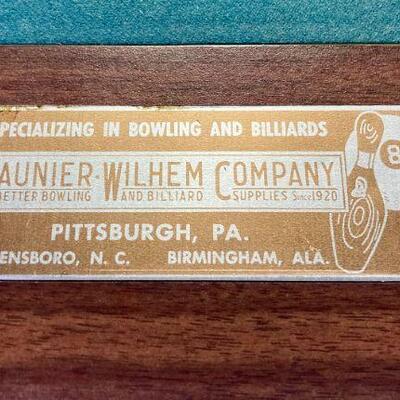 PECIALIZING IN BOWLING AND BILLIARDS
AUNIER-WILHEM COMPANY
BETTER BOWLING AND BILLIARD SUPPLIES SINCE 1920
8
PITTSBURGH, PA.
ENSBORO, N. C. BIRMINGHAM, ALA.